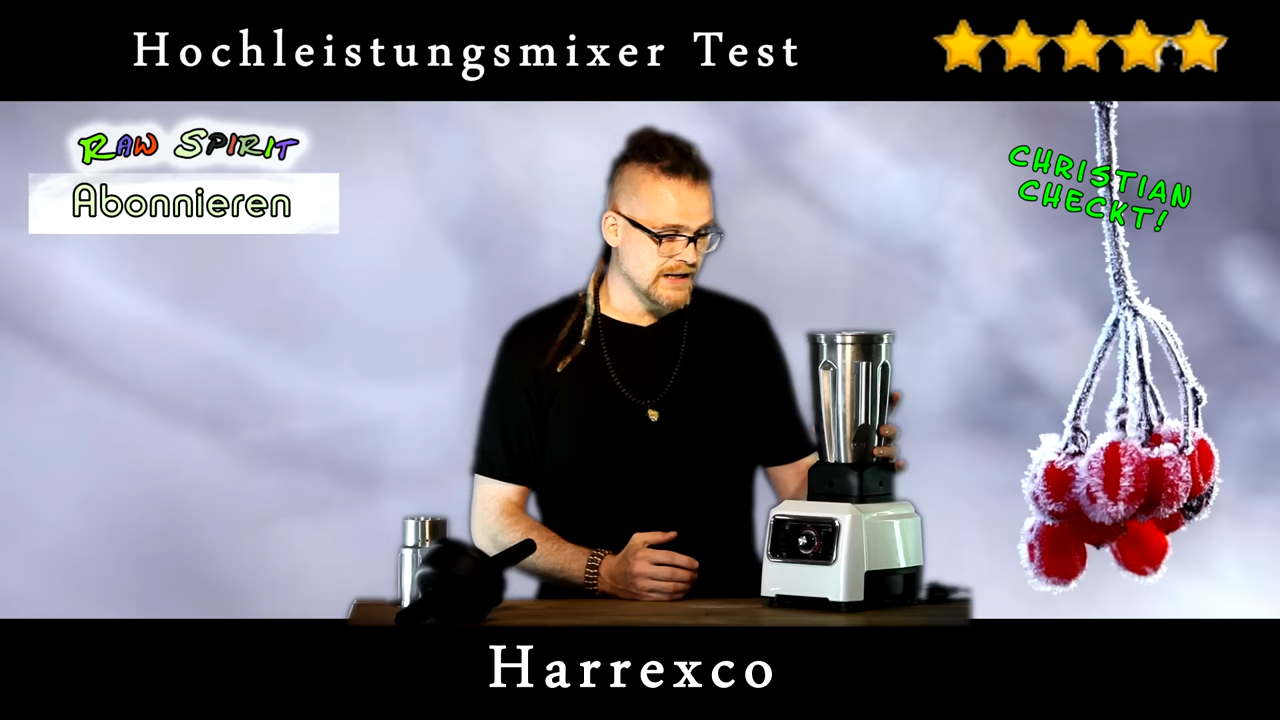 Hochleistungsmixer Test
Raw Spirit
Abonnieren
CHRISTIAN
CHECKT!
Harrexco